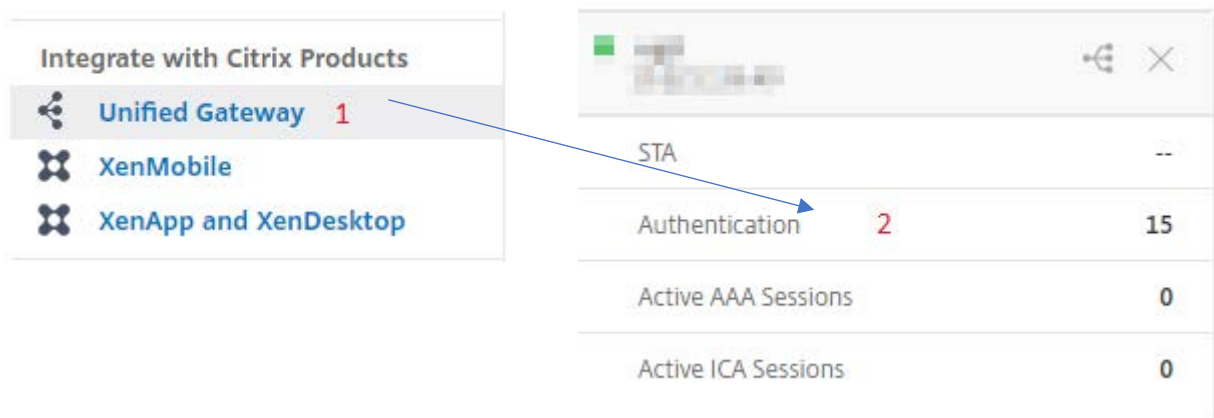 Integrate with Citrix Products
Unified Gateway 1
XenMobile
XenApp and XenDesktop
STA --
Authentication 2 15
Active AAA Sessions 0
Active ICA Sessions 0